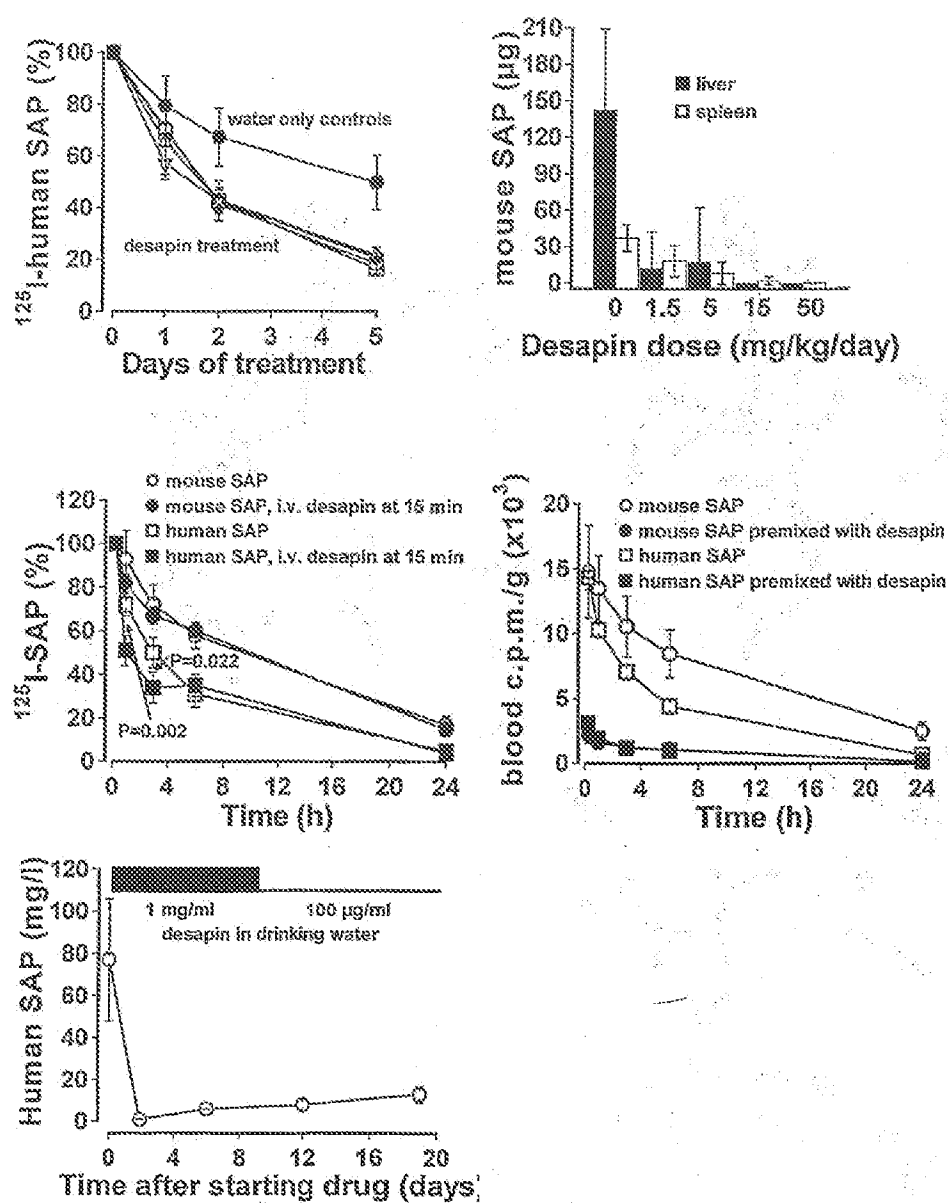 100
80
60
40
20
0
¹²⁵I-human SAP (%)
water only controls
desapin treatment
0 1 2 3 4 5
Days of treatment
210
180
150
120
90
60
30
0
mouse SAP (µg)
liver
spleen
0 1.5 5 15 50
Desapin dose (mg/kg/day)
mouse SAP
mouse SAP, i.v. desapin at 15 min
human SAP
human SAP, i.v. desapin at 15 min
120
100
80
60
40
20
0
¹²⁵I-SAP (%)
P=0.022
P=0.002
0 4 8 12 16 20 24
Time (h)
mouse SAP
mouse SAP premixed with desapin
human SAP
human SAP premixed with desapin
20
15
10
5
0
blood c.p.m./g (x10³)
0 4 8 12 16 20 24
Time (h)
120
100
80
60
40
20
0
Human SAP (mg/l)
1 mg/ml 100 µg/ml
desapin in drinking water
0 4 8 12 16 20
Time after starting drug (days)